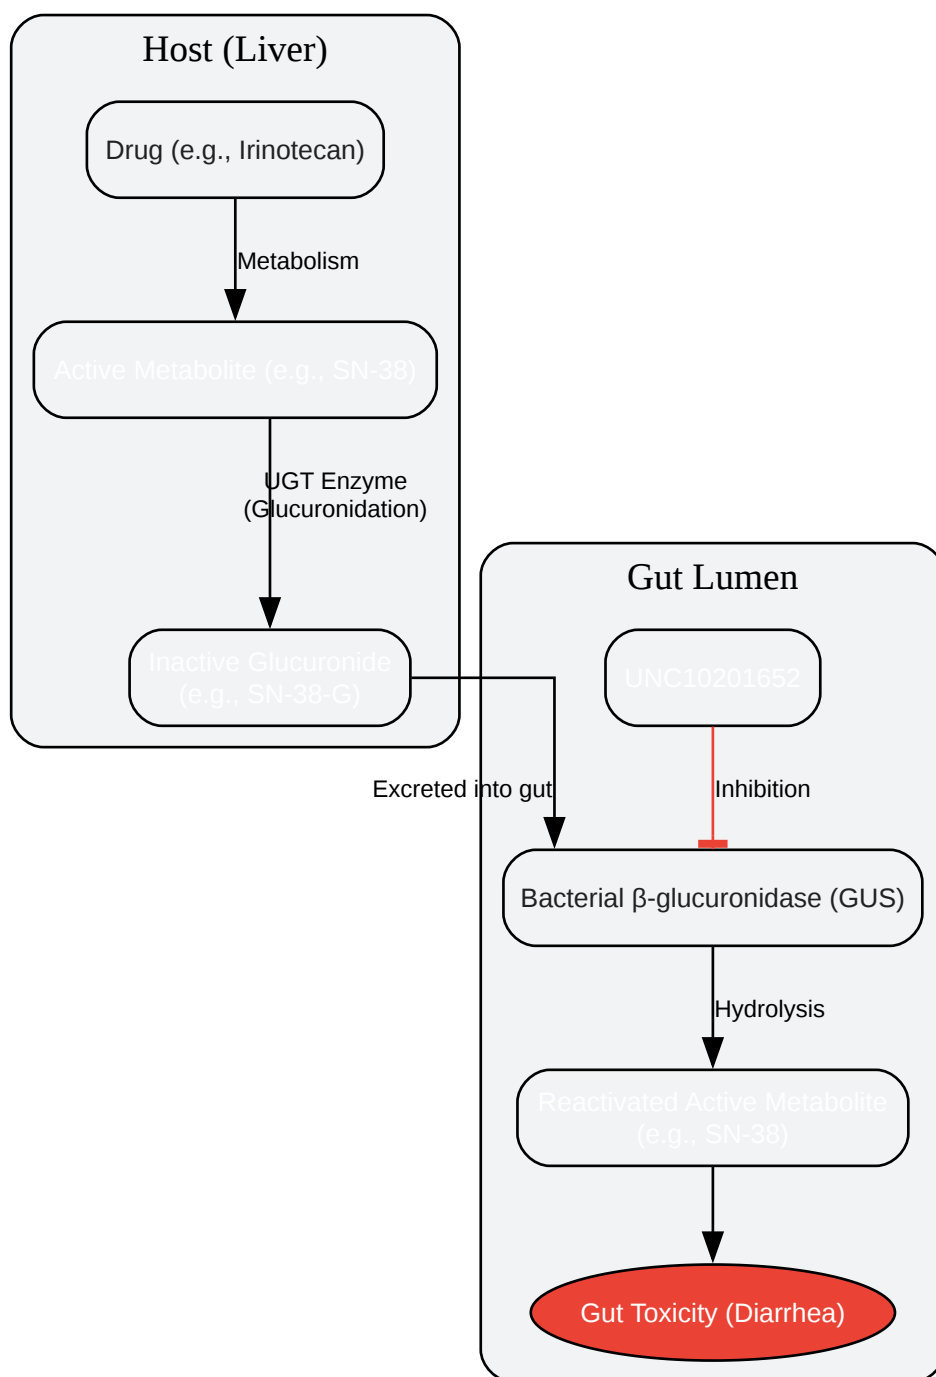 Host (Liver)
Drug (e.g., Irinotecan)
Metabolism
Active Metabolite (e.g., SN-38)
UGT Enzyme
(Glucuronidation)
Inactive Glucuronide
(e.g., SN-38-G)
Gut Lumen
UNC10201652
Excreted into gut
Inhibition
Bacterial β-glucuronidase (GUS)
Hydrolysis
Reactivated Active Metabolite
(e.g., SN-38)
Gut Toxicity (Diarrhea)